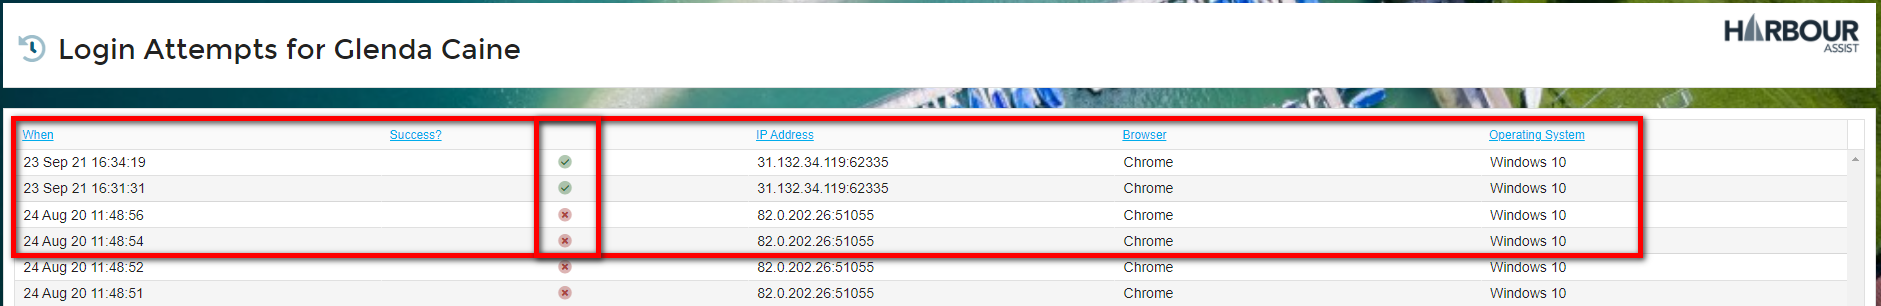 Login Attempts for Glenda Caine
HARBOUR
ASSIST
When Success? IP Address Browser Operating System
23 Sep 21 16:34:19 31.132.34.119:62335 Chrome Windows 10
23 Sep 21 16:31:31 31.132.34.119:62335 Chrome Windows 10
24 Aug 20 11:48:56 82.0.202.26:51055 Chrome Windows 10
24 Aug 20 11:48:54 82.0.202.26:51055 Chrome Windows 10
24 Aug 20 11:48:52 82.0.202.26:51055 Chrome Windows 10
24 Aug 20 11:48:51 82.0.202.26:51055 Chrome Windows 10